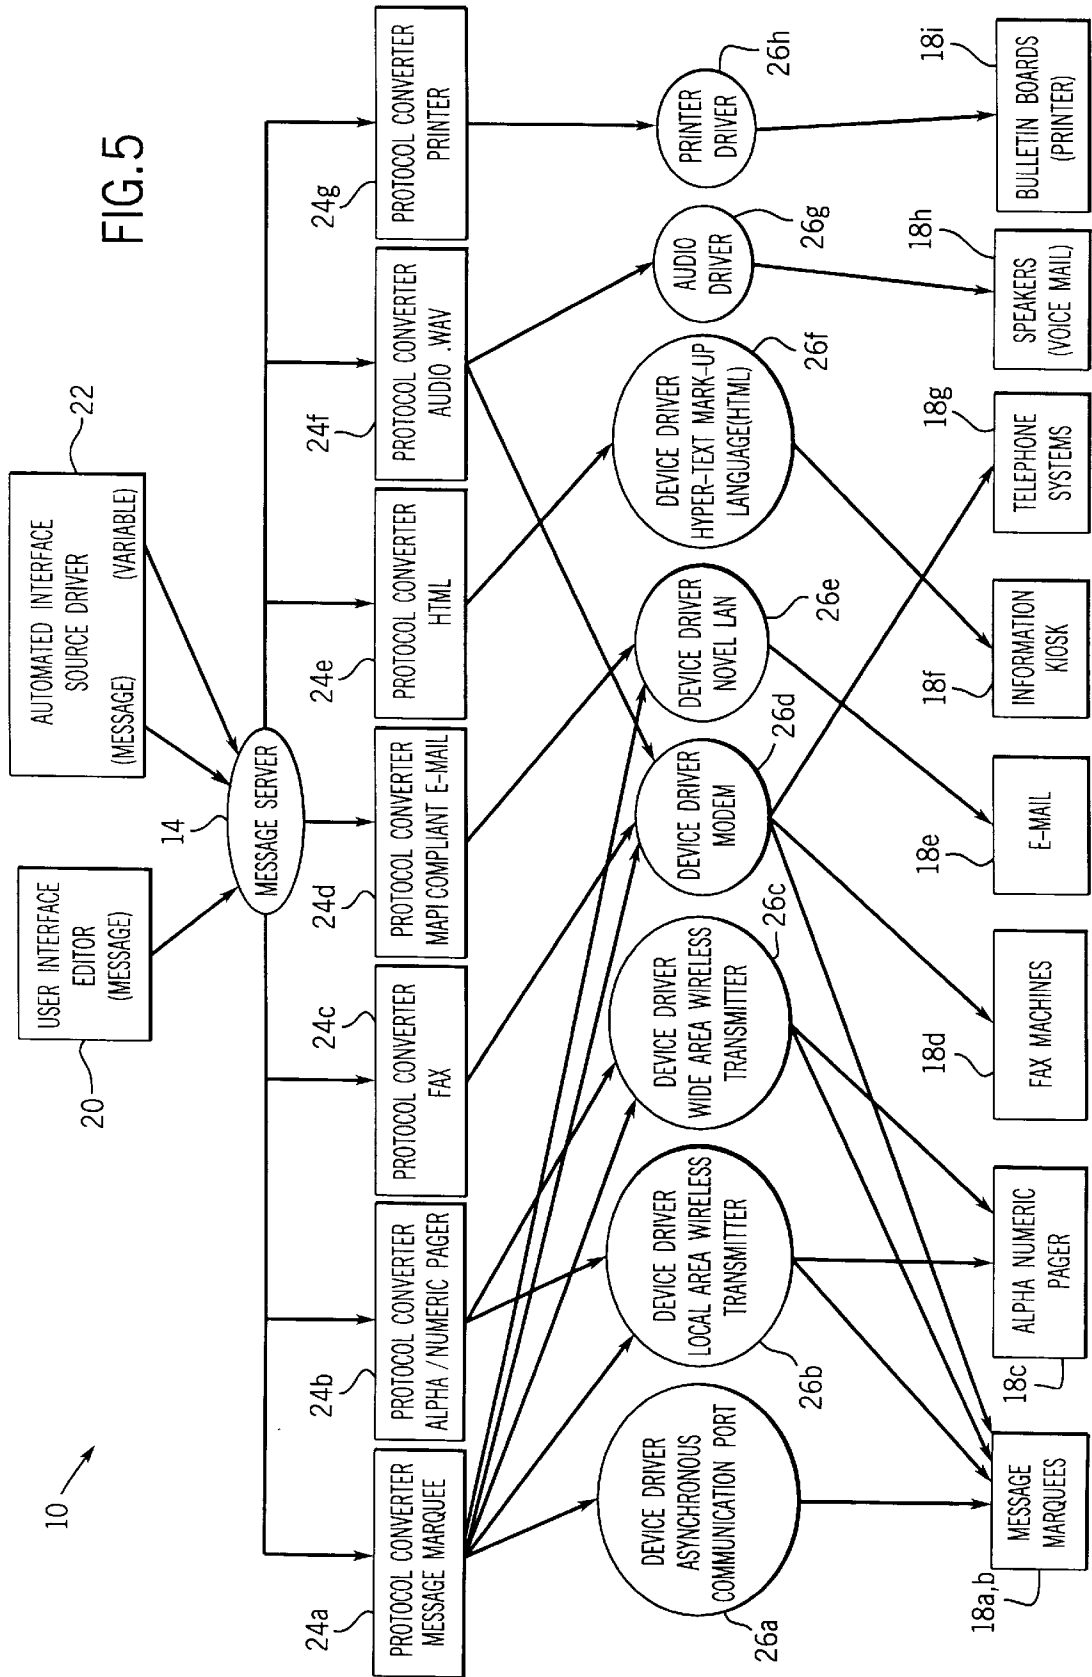 FIG.5
10
USER INTERFACE
EDITOR
(MESSAGE)
20
AUTOMATED INTERFACE
SOURCE DRIVER
(MESSAGE) (VARIABLE)
22
14
MESSAGE SERVER
24a
PROTOCOL CONVERTER
MESSAGE MARQUEE
24b
PROTOCOL CONVERTER
ALPHA/NUMERIC PAGER
24c
PROTOCOL CONVERTER
FAX
24d
PROTOCOL CONVERTER
MAPI COMPLIANT E-MAIL
24e
PROTOCOL CONVERTER
HTML
24f
PROTOCOL CONVERTER
AUDIO .WAV
24g
PROTOCOL CONVERTER
PRINTER
DEVICE DRIVER
ASYNCHRONOUS
COMMUNICATION PORT
26a
DEVICE DRIVER
LOCAL AREA WIRELESS
TRANSMITTER
26b
DEVICE DRIVER
WIDE AREA WIRELESS
TRANSMITTER
26c
DEVICE DRIVER
MODEM
26d
DEVICE DRIVER
NOVEL LAN
26e
DEVICE DRIVER
HYPER-TEXT MARK-UP
LANGUAGE(HTML)
26f
AUDIO
DRIVER
26g
PRINTER
DRIVER
26h
MESSAGE
MARQUEES
18a,b
ALPHA NUMERIC
PAGER
18c
FAX MACHINES
18d
E-MAIL
18e
INFORMATION
KIOSK
18f
TELEPHONE
SYSTEMS
18g
SPEAKERS
(VOICE MAIL)
18h
BULLETIN BOARDS
(PRINTER)
18i